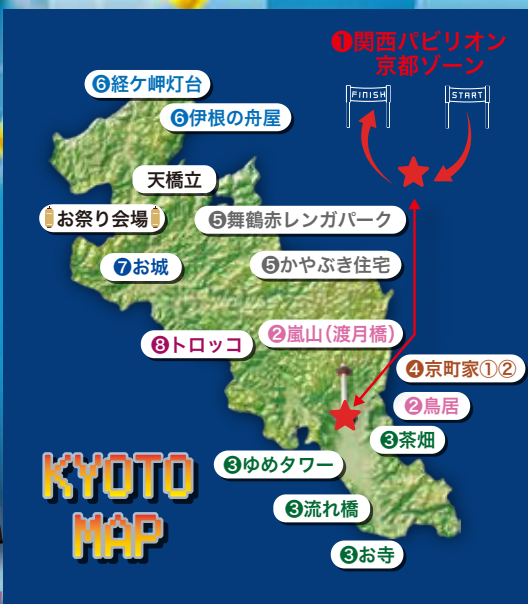 ❶関西パビリオン
京都ゾーン
FINISH
START
❻経ケ岬灯台
❻伊根の舟屋
天橋立
お祭り会場
❺舞鶴赤レンガパーク
❼お城
❺かやぶき住宅
❷嵐山(渡月橋)
❽トロッコ
❹京町家①②
❷鳥居
❸茶畑
❸ゆめタワー
❸流れ橋
❸お寺
KYOTO
MAP